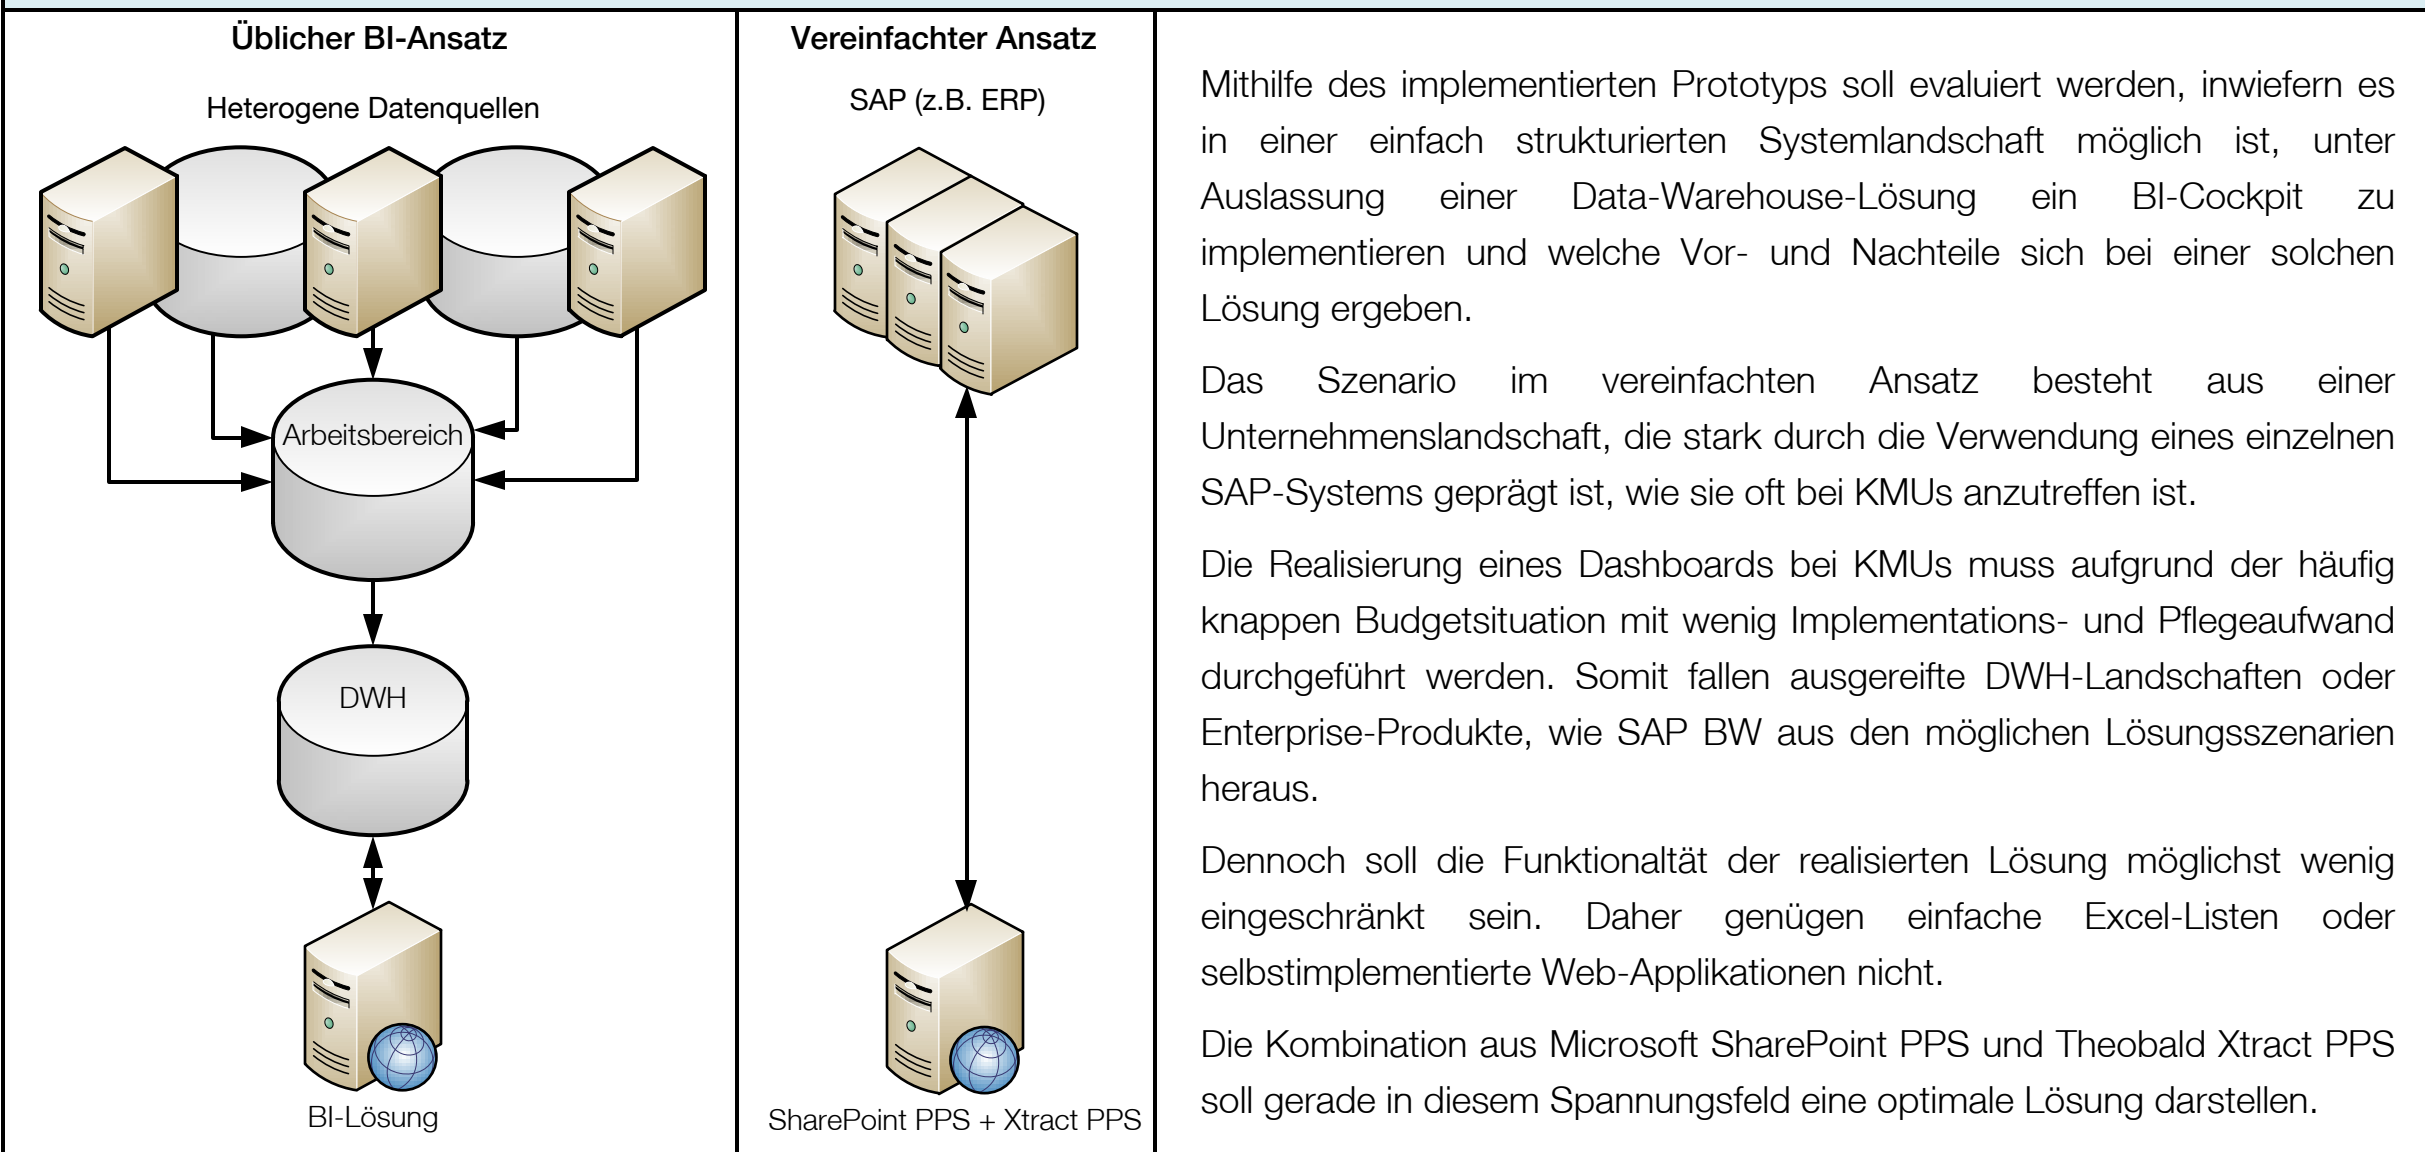 Üblicher BI-Ansatz
Heterogene Datenquellen
Arbeitsbereich
DWH
BI-Lösung
Vereinfachter Ansatz
SAP (z.B. ERP)
SharePoint PPS + Xtract PPS
Mithilfe des implementierten Prototyps soll evaluiert werden, inwiefern es
in einer einfach strukturierten Systemlandschaft möglich ist, unter
Auslassung einer Data-Warehouse-Lösung ein BI-Cockpit zu
implementieren und welche Vor- und Nachteile sich bei einer solchen
Lösung ergeben.
Das Szenario im vereinfachten Ansatz besteht aus einer
Unternehmenslandschaft, die stark durch die Verwendung eines einzelnen
SAP-Systems geprägt ist, wie sie oft bei KMUs anzutreffen ist.
Die Realisierung eines Dashboards bei KMUs muss aufgrund der häufig
knappen Budgetsituation mit wenig Implementations- und Pflegeaufwand
durchgeführt werden. Somit fallen ausgereifte DWH-Landschaften oder
Enterprise-Produkte, wie SAP BW aus den möglichen Lösungsszenarien
heraus.
Dennoch soll die Funktionaltät der realisierten Lösung möglichst wenig
eingeschränkt sein. Daher genügen einfache Excel-Listen oder
selbstimplementierte Web-Applikationen nicht.
Die Kombination aus Microsoft SharePoint PPS und Theobald Xtract PPS
soll gerade in diesem Spannungsfeld eine optimale Lösung darstellen.